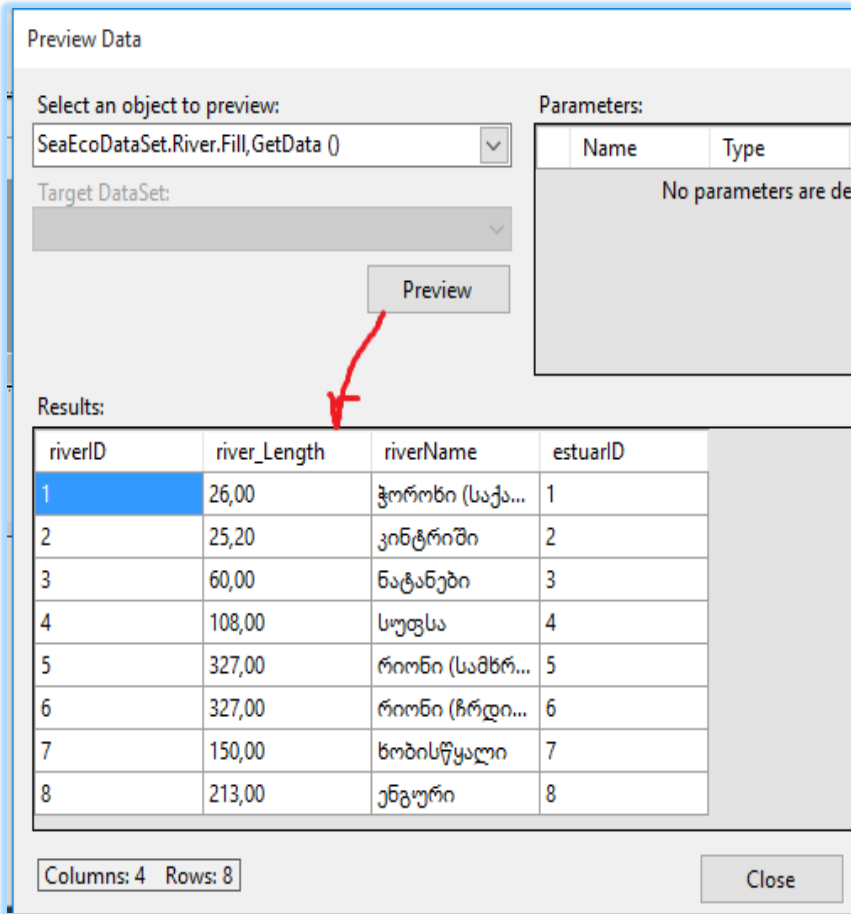 Preview Data
Select an object to preview:
SeaEcoDataSet.River.Fill,GetData ()
Target DataSet:
Preview
Parameters:
Name Type
No parameters are de
Results:
riverID river_Length riverName estuarID
1 26,00 ჭოროხი (საქა... 1
2 25,20 კინტრიში 2
3 60,00 ნატანები 3
4 108,00 სუფსა 4
5 327,00 რიონი (სამხრ... 5
6 327,00 რიონი (ჩრდი... 6
7 150,00 ხობისწყალი 7
8 213,00 ენგური 8
Columns: 4 Rows: 8
Close